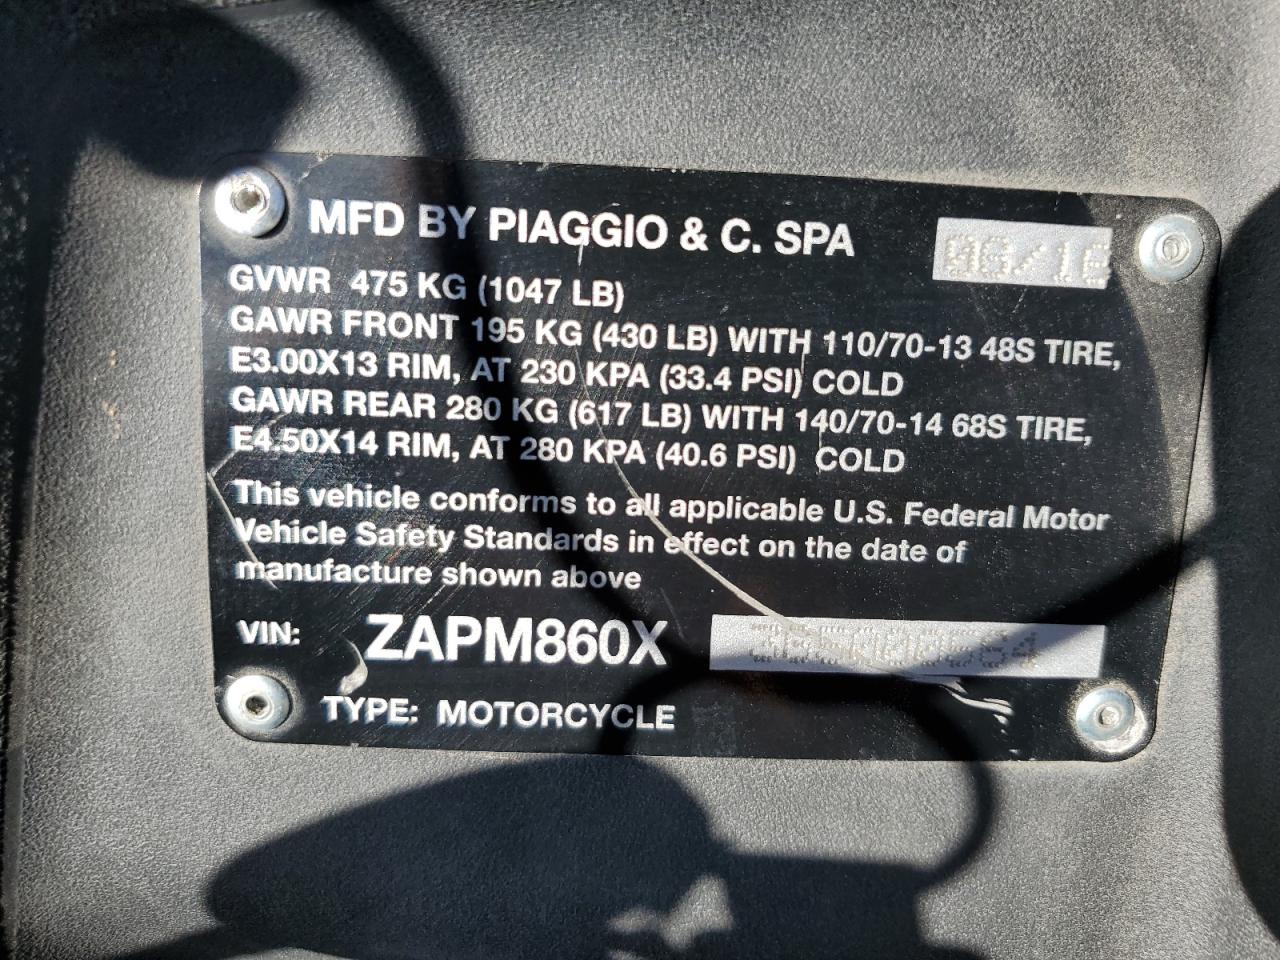 MFD BY PIAGGIO & C. SPA
GVWR 475 KG (1047 LB)
GAWR FRONT 195 KG (430 LB) WITH 110/70-13 48S TIRE,
E3.00X13 RIM, AT 230 KPA (33.4 PSI) COLD
GAWR REAR 280 KG (617 LB) WITH 140/70-14 68S TIRE,
E4.50X14 RIM, AT 280 KPA (40.6 PSI) COLD
This vehicle conforms to all applicable U.S. Federal Motor
Vehicle Safety Standards in effect on the date of
manufacture shown above
VIN: ZAPM860X
TYPE: MOTORCYCLE